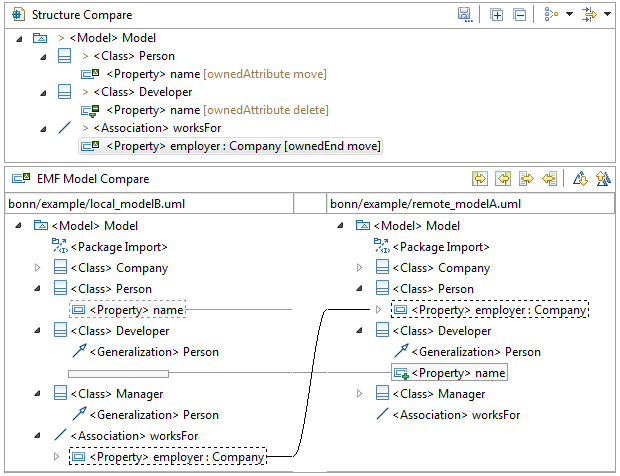 Structure Compare
> <Model> Model
> <Class> Person
<Property> name [ownedAttribute move]
> <Class> Developer
<Property> name [ownedAttribute delete]
> <Association> worksFor
<Property> employer : Company [ownedEnd move]
EMF Model Compare
bonn/example/local_modelB.uml
<Model> Model
<Package Import>
<Class> Company
<Class> Person
<Property> name
<Class> Developer
<Generalization> Person
<Class> Manager
<Generalization> Person
<Association> worksFor
<Property> employer : Company
bonn/example/remote_modelA.uml
<Model> Model
<Package Import>
<Class> Company
<Class> Person
<Property> employer : Company
<Class> Developer
<Generalization> Person
<Property> name
<Class> Manager
<Association> worksFor